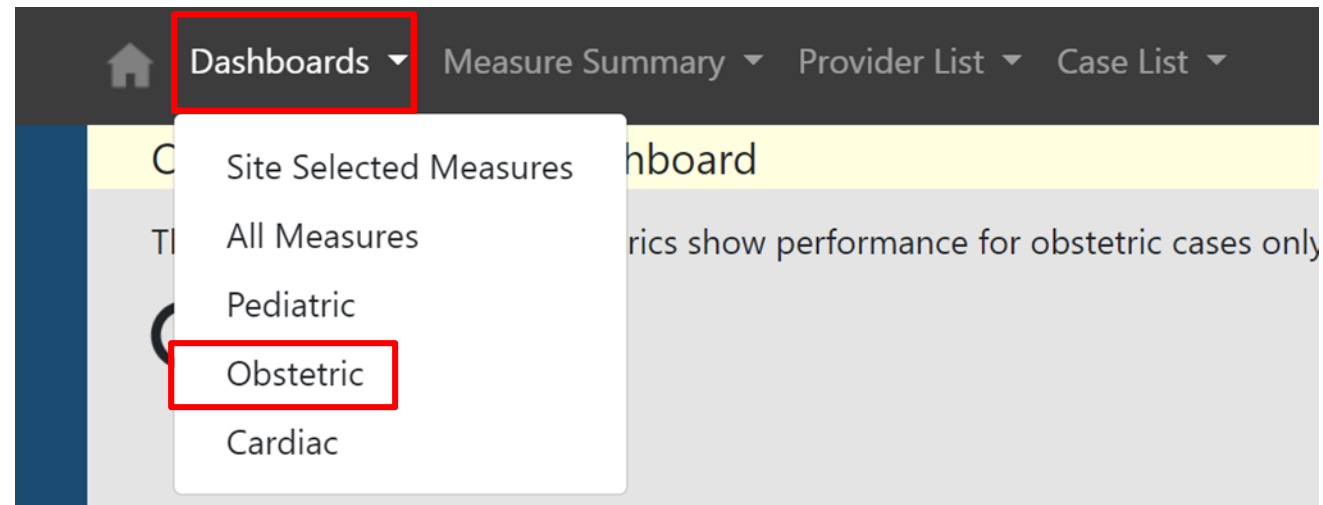 Dashboards Measure Summary Provider List Case List
hboard
Site Selected Measures
All Measures
rics show performance for obstetric cases only
Pediatric
Obstetric
Cardiac